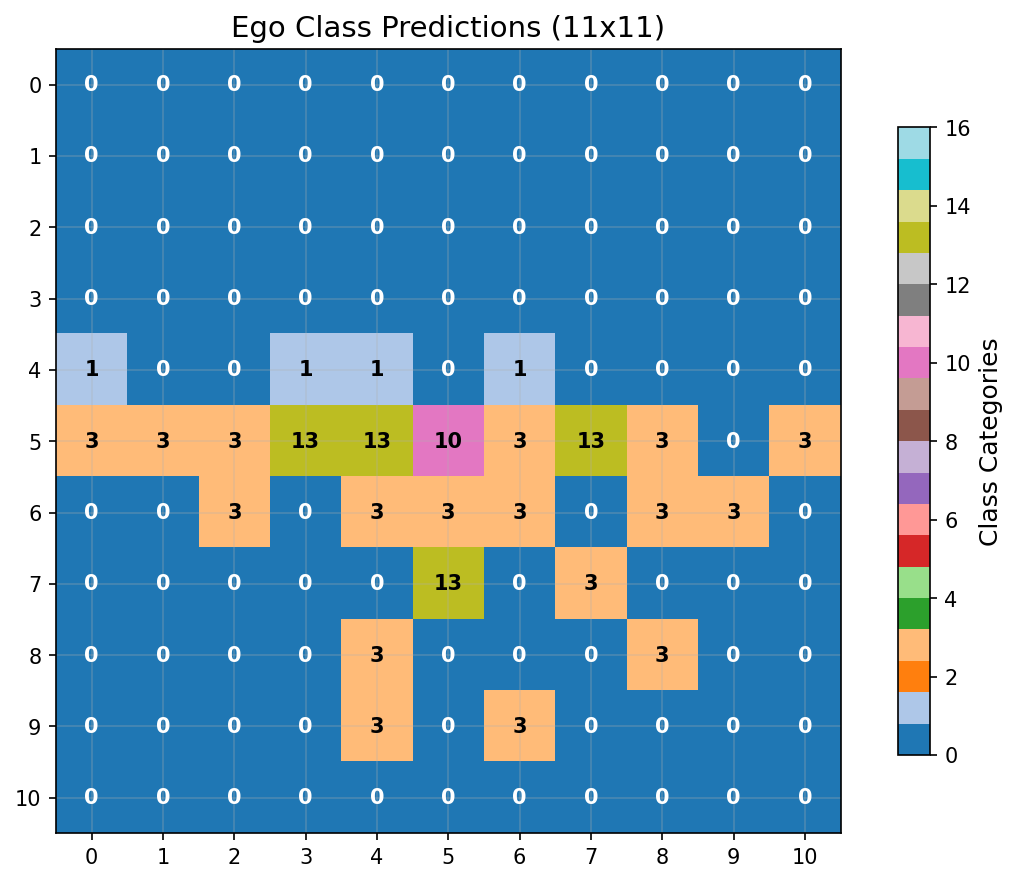 Ego Class Predictions (11x11)
0 0 0 0 0 0 0 0 0 0 0 0
1 0 0 0 0 0 0 0 0 0 0 0
2 0 0 0 0 0 0 0 0 0 0 0
3 0 0 0 0 0 0 0 0 0 0 0
4 1 0 0 1 1 0 1 0 0 0 0
5 3 3 3 13 13 10 3 13 3 0 3
6 0 0 3 0 3 3 3 0 3 3 0
7 0 0 0 0 0 13 0 3 0 0 0
8 0 0 0 0 3 0 0 0 3 0 0
9 0 0 0 0 3 0 3 0 0 0 0
10 0 0 0 0 0 0 0 0 0 0 0
0 1 2 3 4 5 6 7 8 9 10
16
14
12
10
8
6
4
2
0
Class Categories